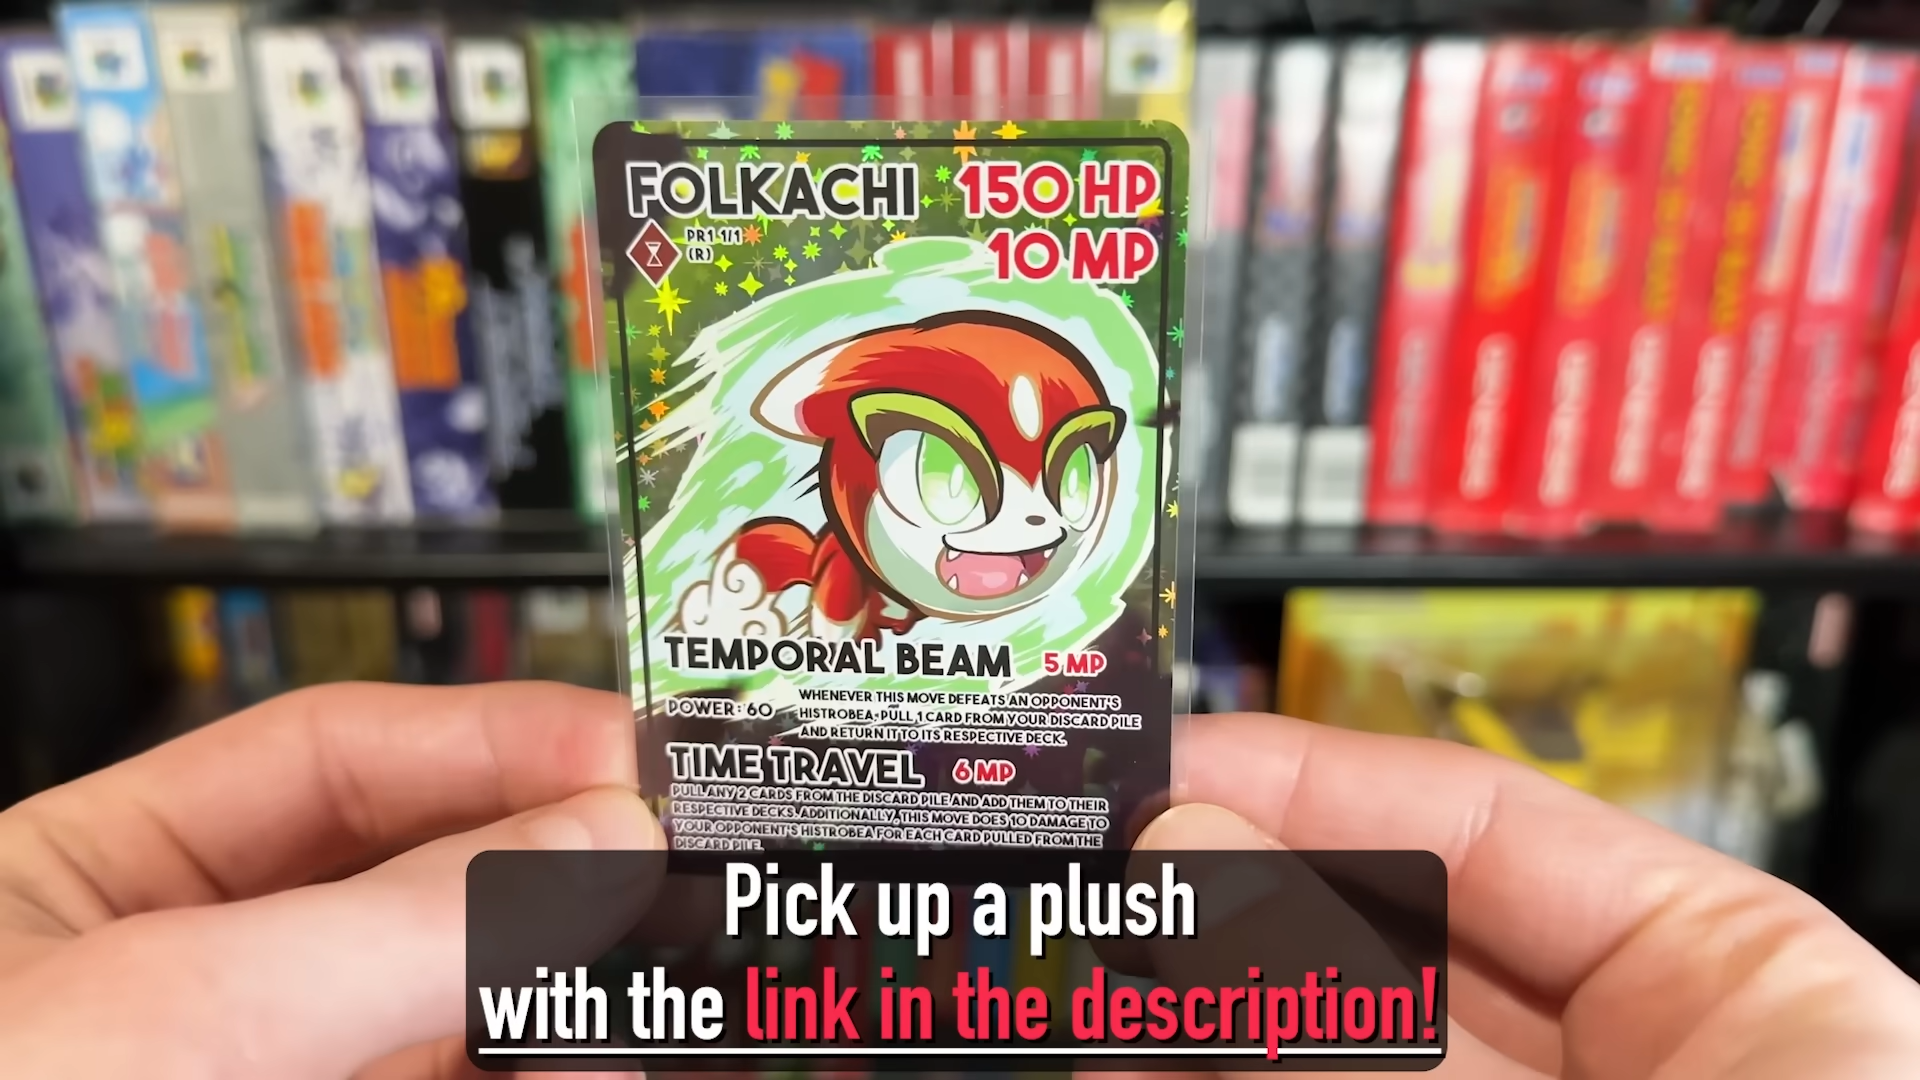 FOLKACHI 150 HP
PR1 1/1
(R)
10 MP
TEMPORAL BEAM 5 MP
POWER: 60
WHENEVER THIS MOVE DEFEATS AN OPPONENT'S
HISTROBEA, PULL 1 CARD FROM YOUR DISCARD PILE
AND RETURN IT TO ITS RESPECTIVE DECK.
TIME TRAVEL 6 MP
PULL ANY 2 CARDS FROM THE DISCARD PILE AND ADD THEM TO THEIR
RESPECTIVE DECKS. ADDITIONALLY, THIS MOVE DOES 10 DAMAGE TO
YOUR OPPONENT'S HISTROBEA FOR EACH CARD PULLED FROM THE
DISCARD PILE.
Pick up a plush
with the link in the description!